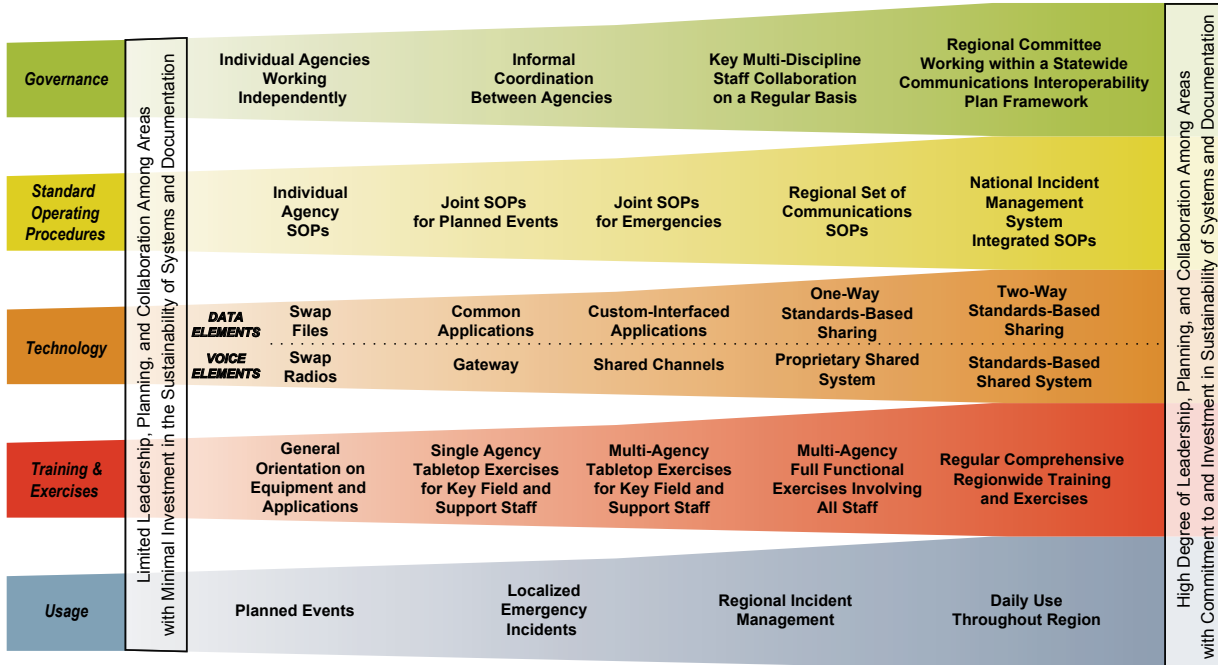 Limited Leadership, Planning, and Collaboration Among Areas
with Minimal Investment in the Sustainability of Systems and Documentation
Governance
Individual Agencies
Working
Independently
Informal
Coordination
Between Agencies
Key Multi-Discipline
Staff Collaboration
on a Regular Basis
Regional Committee
Working within a Statewide
Communications Interoperability
Plan Framework
Standard
Operating
Procedures
Individual
Agency
SOPs
Joint SOPs
for Planned Events
Joint SOPs
for Emergencies
Regional Set of
Communications
SOPs
National Incident
Management
System
Integrated SOPs
Technology
DATA
ELEMENTS
Swap
Files
Common
Applications
Custom-Interfaced
Applications
One-Way
Standards-Based
Sharing
Two-Way
Standards-Based
Sharing
VOICE
ELEMENTS
Swap
Radios
Gateway
Shared Channels
Proprietary Shared
System
Standards-Based
Shared System
Training &
Exercises
General
Orientation on
Equipment and
Applications
Single Agency
Tabletop Exercises
for Key Field and
Support Staff
Multi-Agency
Tabletop Exercises
for Key Field and
Support Staff
Multi-Agency
Full Functional
Exercises Involving
All Staff
Regular Comprehensive
Regionwide Training
and Exercises
Usage
Planned Events
Localized
Emergency
Incidents
Regional Incident
Management
Daily Use
Throughout Region
High Degree of Leadership, Planning, and Collaboration Among Areas
with Commitment to and Investment in Sustainability of Systems and Documentation